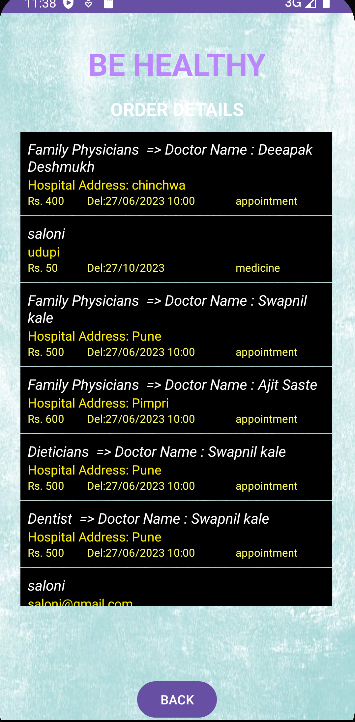 11:38 3G
BE HEALTHY
ORDER DETAILS
Family Physicians => Doctor Name : Deeapak
Deshmukh
Hospital Address: chinchwa
Rs. 400 Del:27/06/2023 10:00 appointment
saloni
udupi
Rs. 50 Del:27/10/2023 medicine
Family Physicians => Doctor Name : Swapnil
kale
Hospital Address: Pune
Rs. 500 Del:27/06/2023 10:00 appointment
Family Physicians => Doctor Name : Ajit Saste
Hospital Address: Pimpri
Rs. 600 Del:27/06/2023 10:00 appointment
Dieticians => Doctor Name : Swapnil kale
Hospital Address: Pune
Rs. 500 Del:27/06/2023 10:00 appointment
Dentist => Doctor Name : Swapnil kale
Hospital Address: Pune
Rs. 500 Del:27/06/2023 10:00 appointment
saloni
saloni@gmail.com
BACK